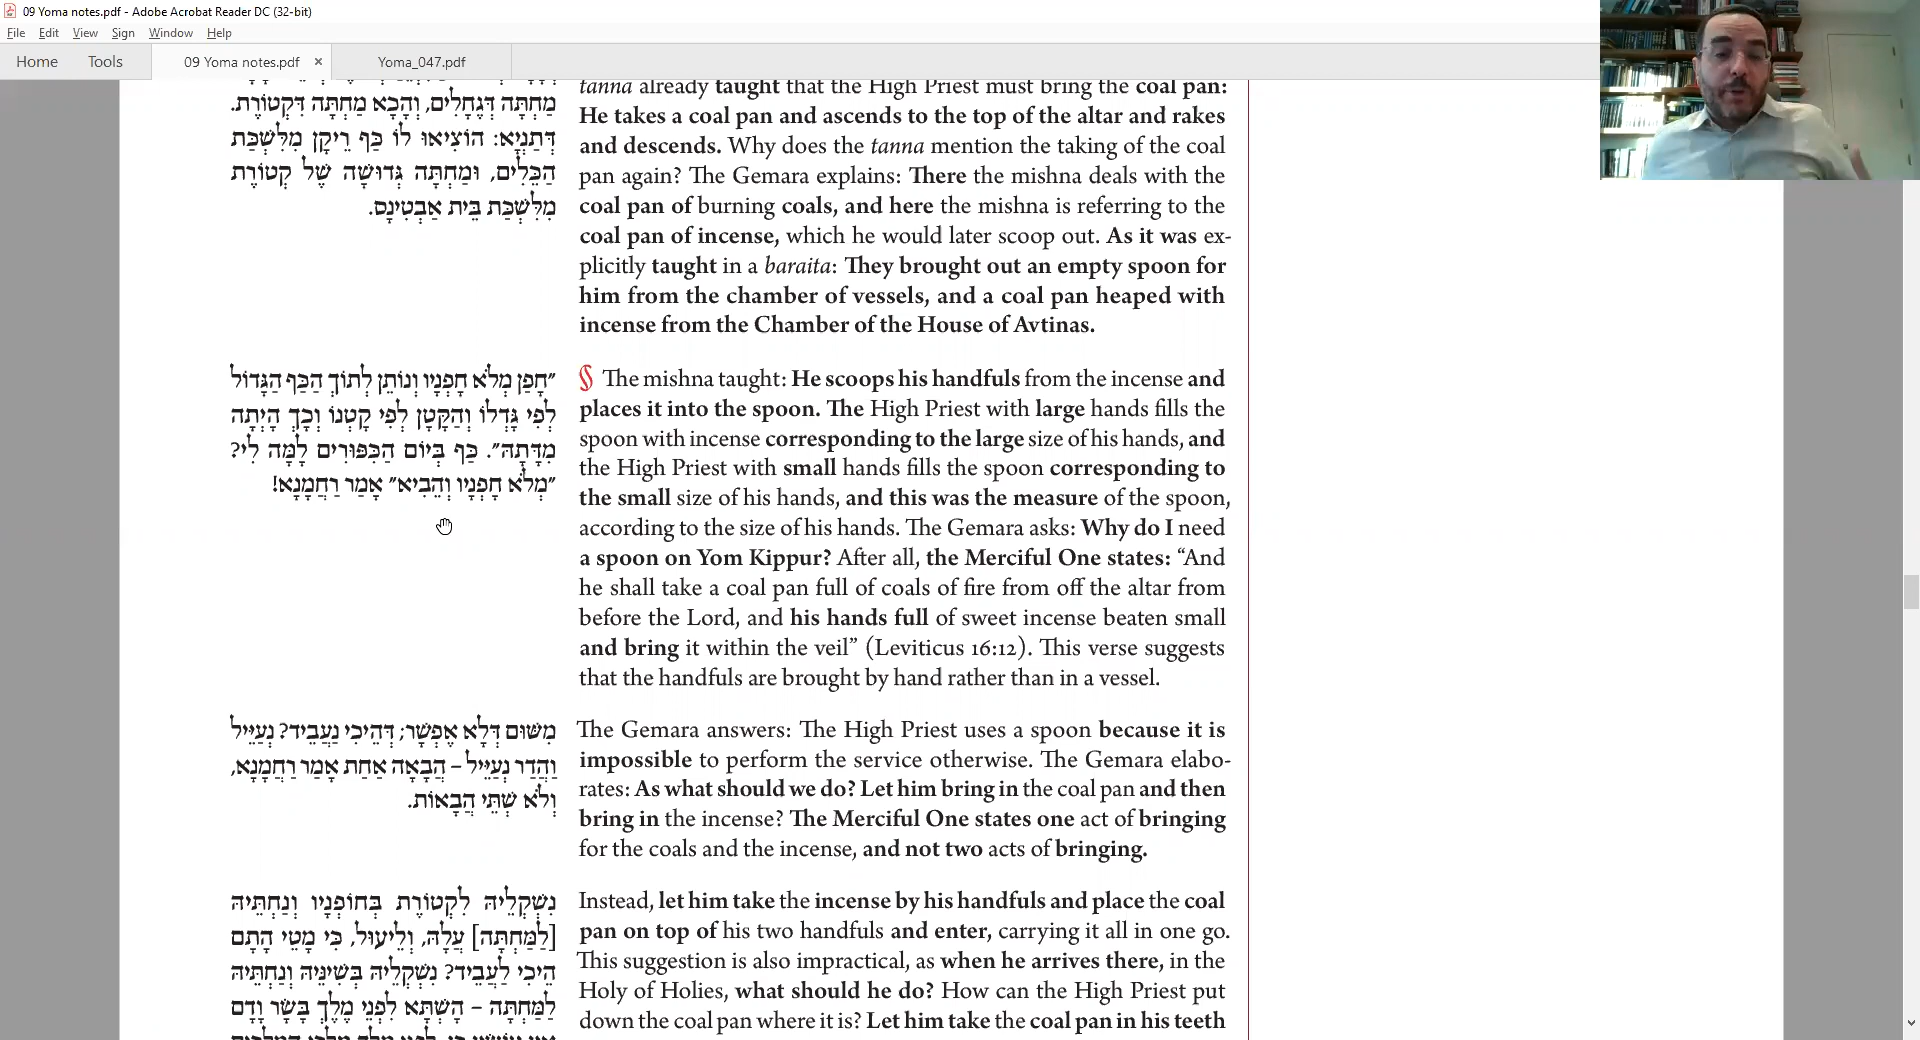 09 Yoma notes.pdf - Adobe Acrobat Reader DC (32-bit)
File Edit View Sign Window Help
Home Tools 09 Yoma notes.pdf × Yoma_047.pdf
מַחְתָּה דְּגֶחָלִים, וְהָכָא מַחְתָּה דִּקְטוֹרֶת.
דְּתַנְיָא: הוֹצִיאוּ לוֹ כַּף רֵיקָן מִלִּשְׁכַּת
הַכֵּלִים, וּמַחְתָּה גְּדוּשָׁה שֶׁל קְטוֹרֶת
מִלִּשְׁכַּת בֵּית אַבְטִינָס.
״חָפַן מְלֹא חָפְנָיו וְנוֹתֵן לְתוֹךְ הַכַּף הַגָּדוֹל
לְפִי גָּדְלוֹ וְהַקָּטָן לְפִי קָטְנוֹ וְכָךְ הָיְתָה
מִדָּתָהּ״. כַּף בְּיוֹם הַכִּפּוּרִים לָמָּה לִי?
״מְלֹא חָפְנָיו וְהֵבִיא״ אָמַר רַחֲמָנָא!
מִשּׁוּם דְּלָא אֶפְשָׁר; דְּהֵיכִי נַעֲבֵיד? נְעַיֵּיל
וַהֲדַר נְעַיֵּיל – הֲבָאָה אַחַת אָמַר רַחֲמָנָא,
וְלֹא שְׁתֵּי הֲבָאוֹת.
נִשְׁקְלֵיהּ לִקְטוֹרֶת בְּחוֹפְנָיו וְנַחְתֵּיהּ
[לַמַּחְתָּה] עֲלָהּ, וְלֵיעוּל, כִּי מָטֵי הָתָם
הֵיכִי לַעֲבֵיד? נִשְׁקְלֵיהּ בְּשִׁינֵּיהּ וְנַחְתֵּיהּ
לַמַּחְתָּה – הָשְׁתָּא לִפְנֵי מֶלֶךְ בָּשָׂר וָדָם
tanna already taught that the High Priest must bring the coal pan:
He takes a coal pan and ascends to the top of the altar and rakes
and descends. Why does the tanna mention the taking of the coal
pan again? The Gemara explains: There the mishna deals with the
coal pan of burning coals, and here the mishna is referring to the
coal pan of incense, which he would later scoop out. As it was ex-
plicitly taught in a baraita: They brought out an empty spoon for
him from the chamber of vessels, and a coal pan heaped with
incense from the Chamber of the House of Avtinas.
§ The mishna taught: He scoops his handfuls from the incense and
places it into the spoon. The High Priest with large hands fills the
spoon with incense corresponding to the large size of his hands, and
the High Priest with small hands fills the spoon corresponding to
the small size of his hands, and this was the measure of the spoon,
according to the size of his hands. The Gemara asks: Why do I need
a spoon on Yom Kippur? After all, the Merciful One states: “And
he shall take a coal pan full of coals of fire from off the altar from
before the Lord, and his hands full of sweet incense beaten small
and bring it within the veil” (Leviticus 16:12). This verse suggests
that the handfuls are brought by hand rather than in a vessel.
The Gemara answers: The High Priest uses a spoon because it is
impossible to perform the service otherwise. The Gemara elabo-
rates: As what should we do? Let him bring in the coal pan and then
bring in the incense? The Merciful One states one act of bringing
for the coals and the incense, and not two acts of bringing.
Instead, let him take the incense by his handfuls and place the coal
pan on top of his two handfuls and enter, carrying it all in one go.
This suggestion is also impractical, as when he arrives there, in the
Holy of Holies, what should he do? How can the High Priest put
down the coal pan where it is? Let him take the coal pan in his teeth